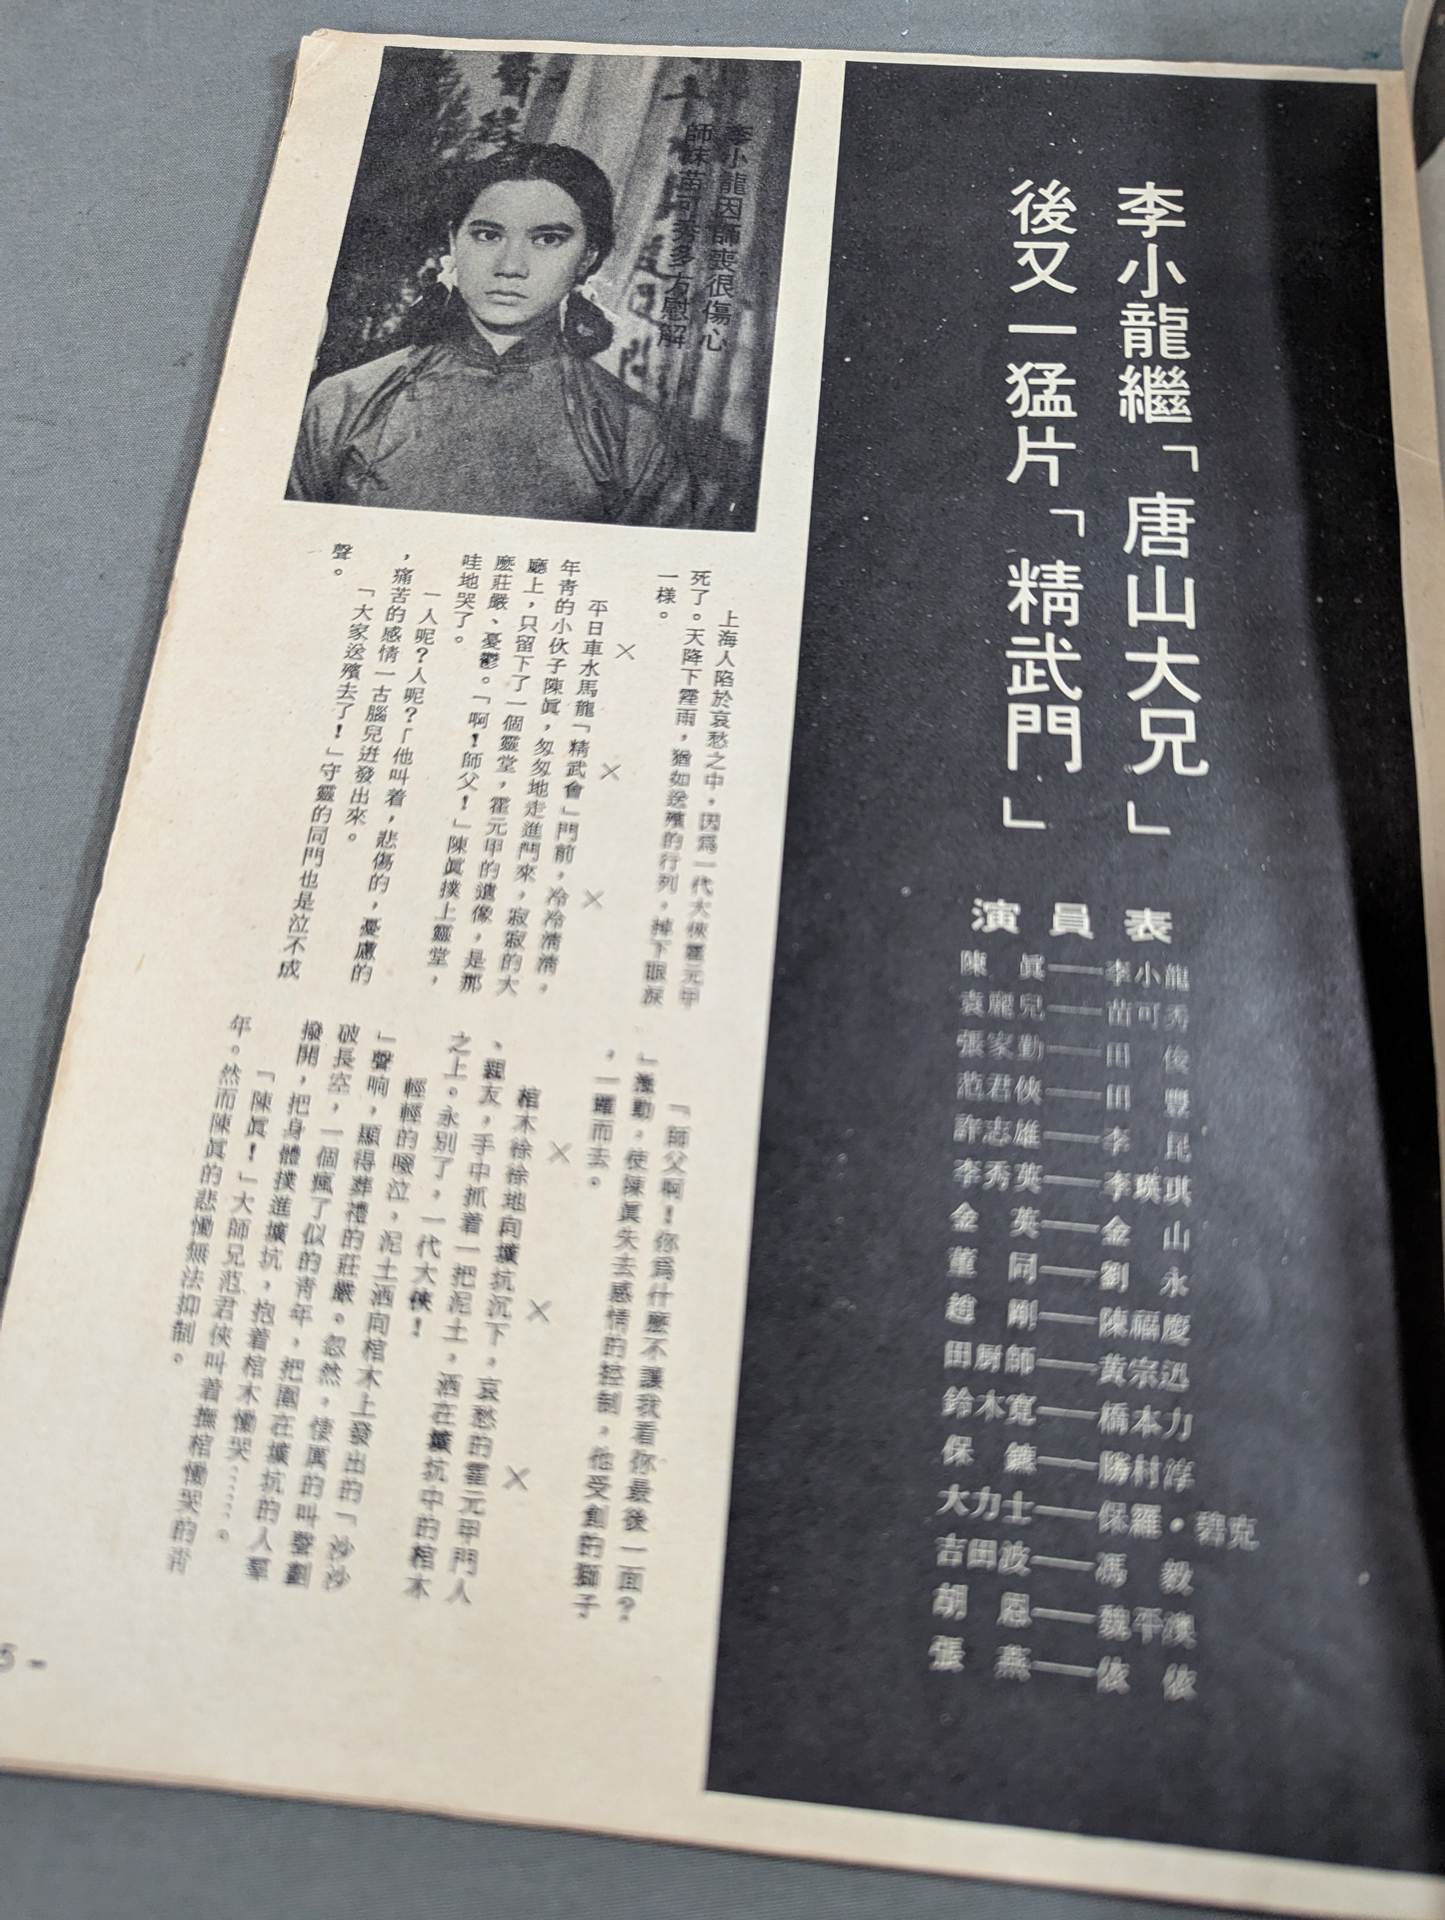 李小龍繼「唐山大兄」
後又一猛片「精武門」
演員表
陳眞——李小龍
袁麗兒——苗可秀
張家勤——田俊
范君俠——田豐
許志雄——李昆
李秀英——李瑛琪
金英——金山
董同——劉永
趙剛——陳福慶
田厨師——黃宗迅
鈴木寬——橋本力
勝村淳
大力士——保羅・碧克
吉田波——馮毅
胡恩——魏平澳
張燕——依依
李小龍因師喪很傷心
師妹苗可秀多方慰解
上海人陷於哀愁之中，因爲一代大俠霍元甲
死了。天降下霪雨，猶如送殯的行列，掉下眼淚
一樣。
×　×　×
平日車水馬龍「精武會」門前，冷冷清清，
年青的小伙子陳眞，匆匆地走進門來，寂寂的大
廳上，只留下了一個靈堂，霍元甲的遺像，是那
麽莊嚴、憂鬱。「啊！師父！」陳眞撲上靈堂，
哇地哭了。
一人呢？人呢？「他叫着，悲傷的，憂慮的
，痛苦的感情一古腦兒迸發出來。
「大家送殯去了！」守靈的同門也是泣不成
聲。
「師父啊！你爲什麽不讓我看你最後一面？
」激動，使陳眞失去感情的控制，他受創的獅子
，一躍而去。
×　×　×
棺木徐徐地向壙坑沉下，哀愁的霍元甲門人
、親友，手中抓着一把泥土，洒在壙坑中的棺木
之上。永別了，一代大俠！
輕輕的啜泣，泥土洒向棺木上發出的「沙沙
」聲响，顯得葬禮的莊嚴。忽然，悽厲的叫聲劃
破長空，一個瘋了似的青年，把圍在壙坑的人羣
撥開，把身體撲進壙坑，抱着棺木慟哭……。
「陳眞！」大師兄范君俠叫着撫棺慟哭的青
年。然而陳眞的悲慟無法抑制。
5 -